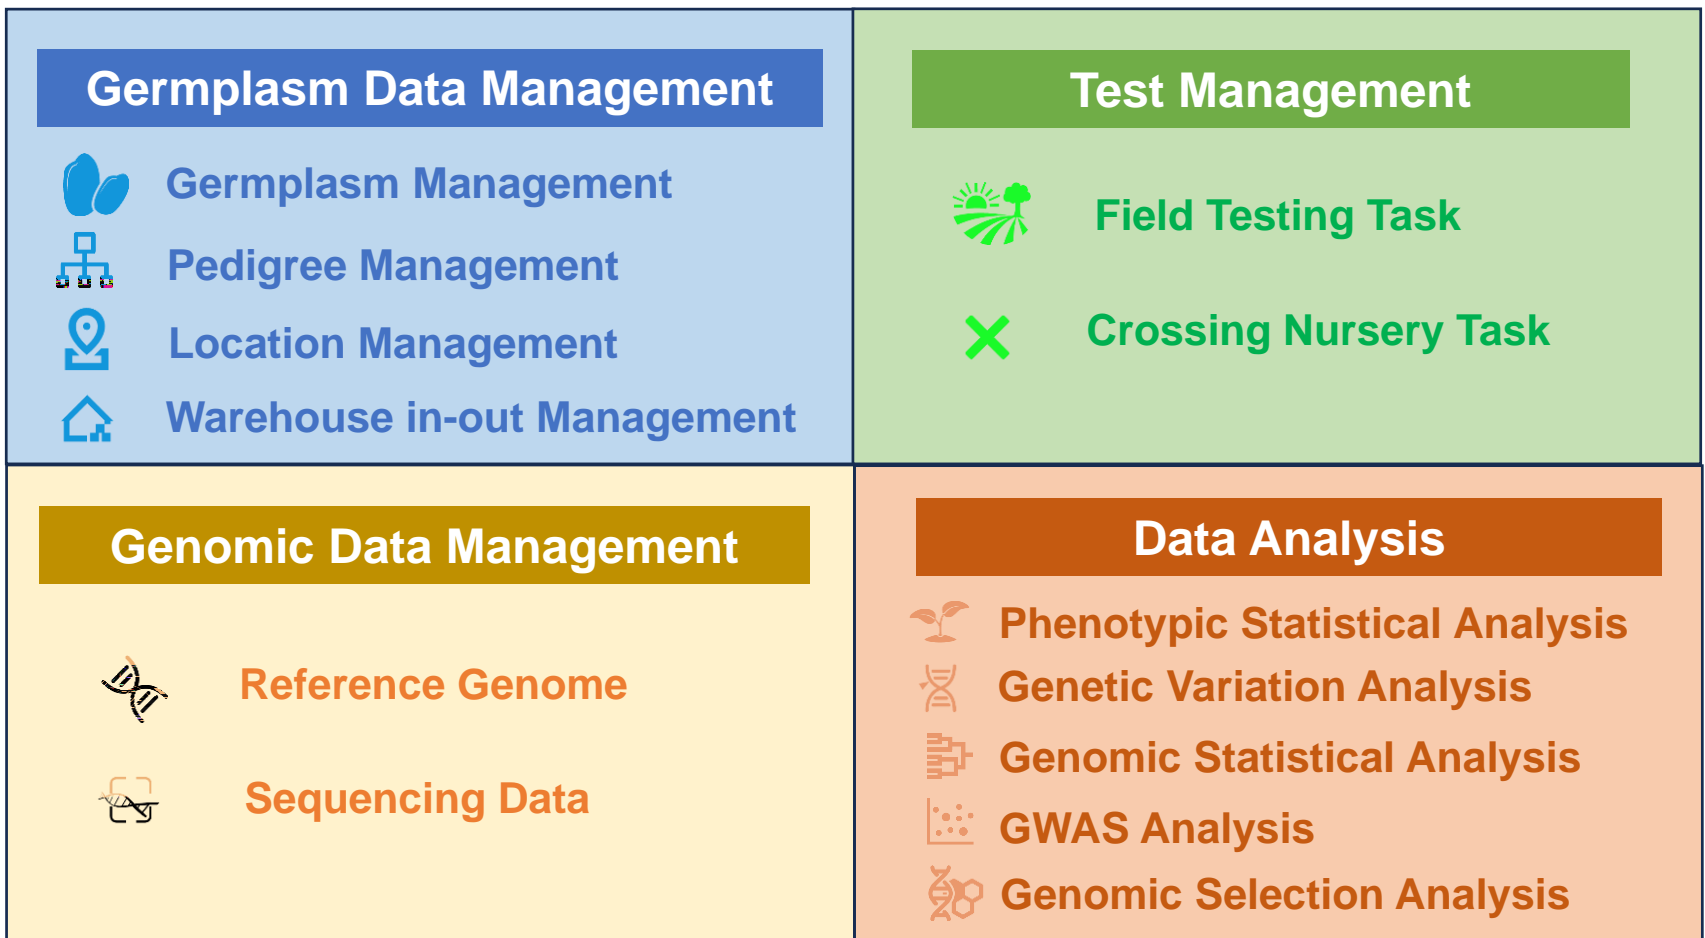 Germplasm Data Management
Germplasm Management
Pedigree Management
Location Management
Warehouse in-out Management
Test Management
Field Testing Task
Crossing Nursery Task
Genomic Data Management
Reference Genome
Sequencing Data
Data Analysis
Phenotypic Statistical Analysis
Genetic Variation Analysis
Genomic Statistical Analysis
GWAS Analysis
Genomic Selection Analysis